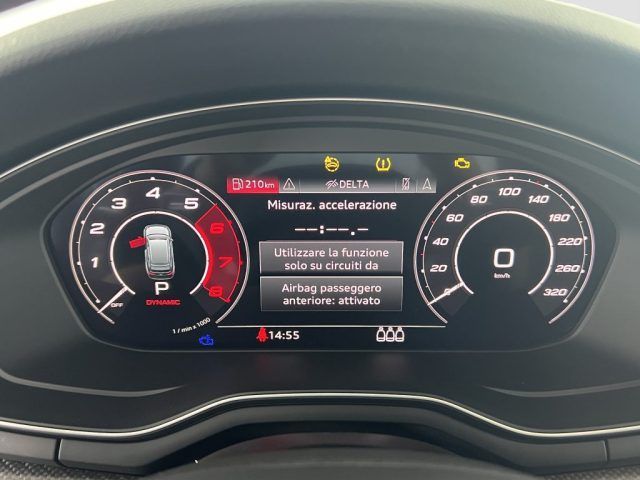 210km DELTA
Misuraz. accelerazione
--:--.-
Utilizzare la funzione
solo su circuiti da
Airbag passeggero
anteriore: attivato
14:55
OFF 1 2 3 4 5 6 7 8
P
DYNAMIC
1 / min x 1000
0 20 40 60 80 100 120 140 180 220 260 320
0
km/h